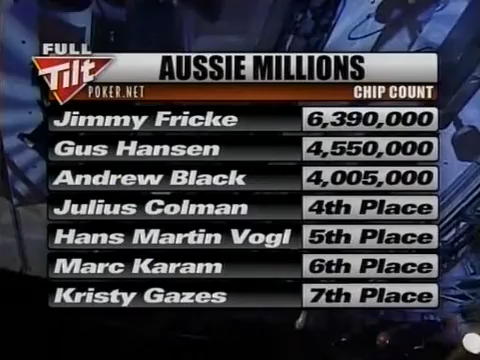 FULL
Tilt
POKER.NET
AUSSIE MILLIONS
CHIP COUNT
Jimmy Fricke 6,390,000
Gus Hansen 4,550,000
Andrew Black 4,005,000
Julius Colman 4th Place
Hans Martin Vogl 5th Place
Marc Karam 6th Place
Kristy Gazes 7th Place